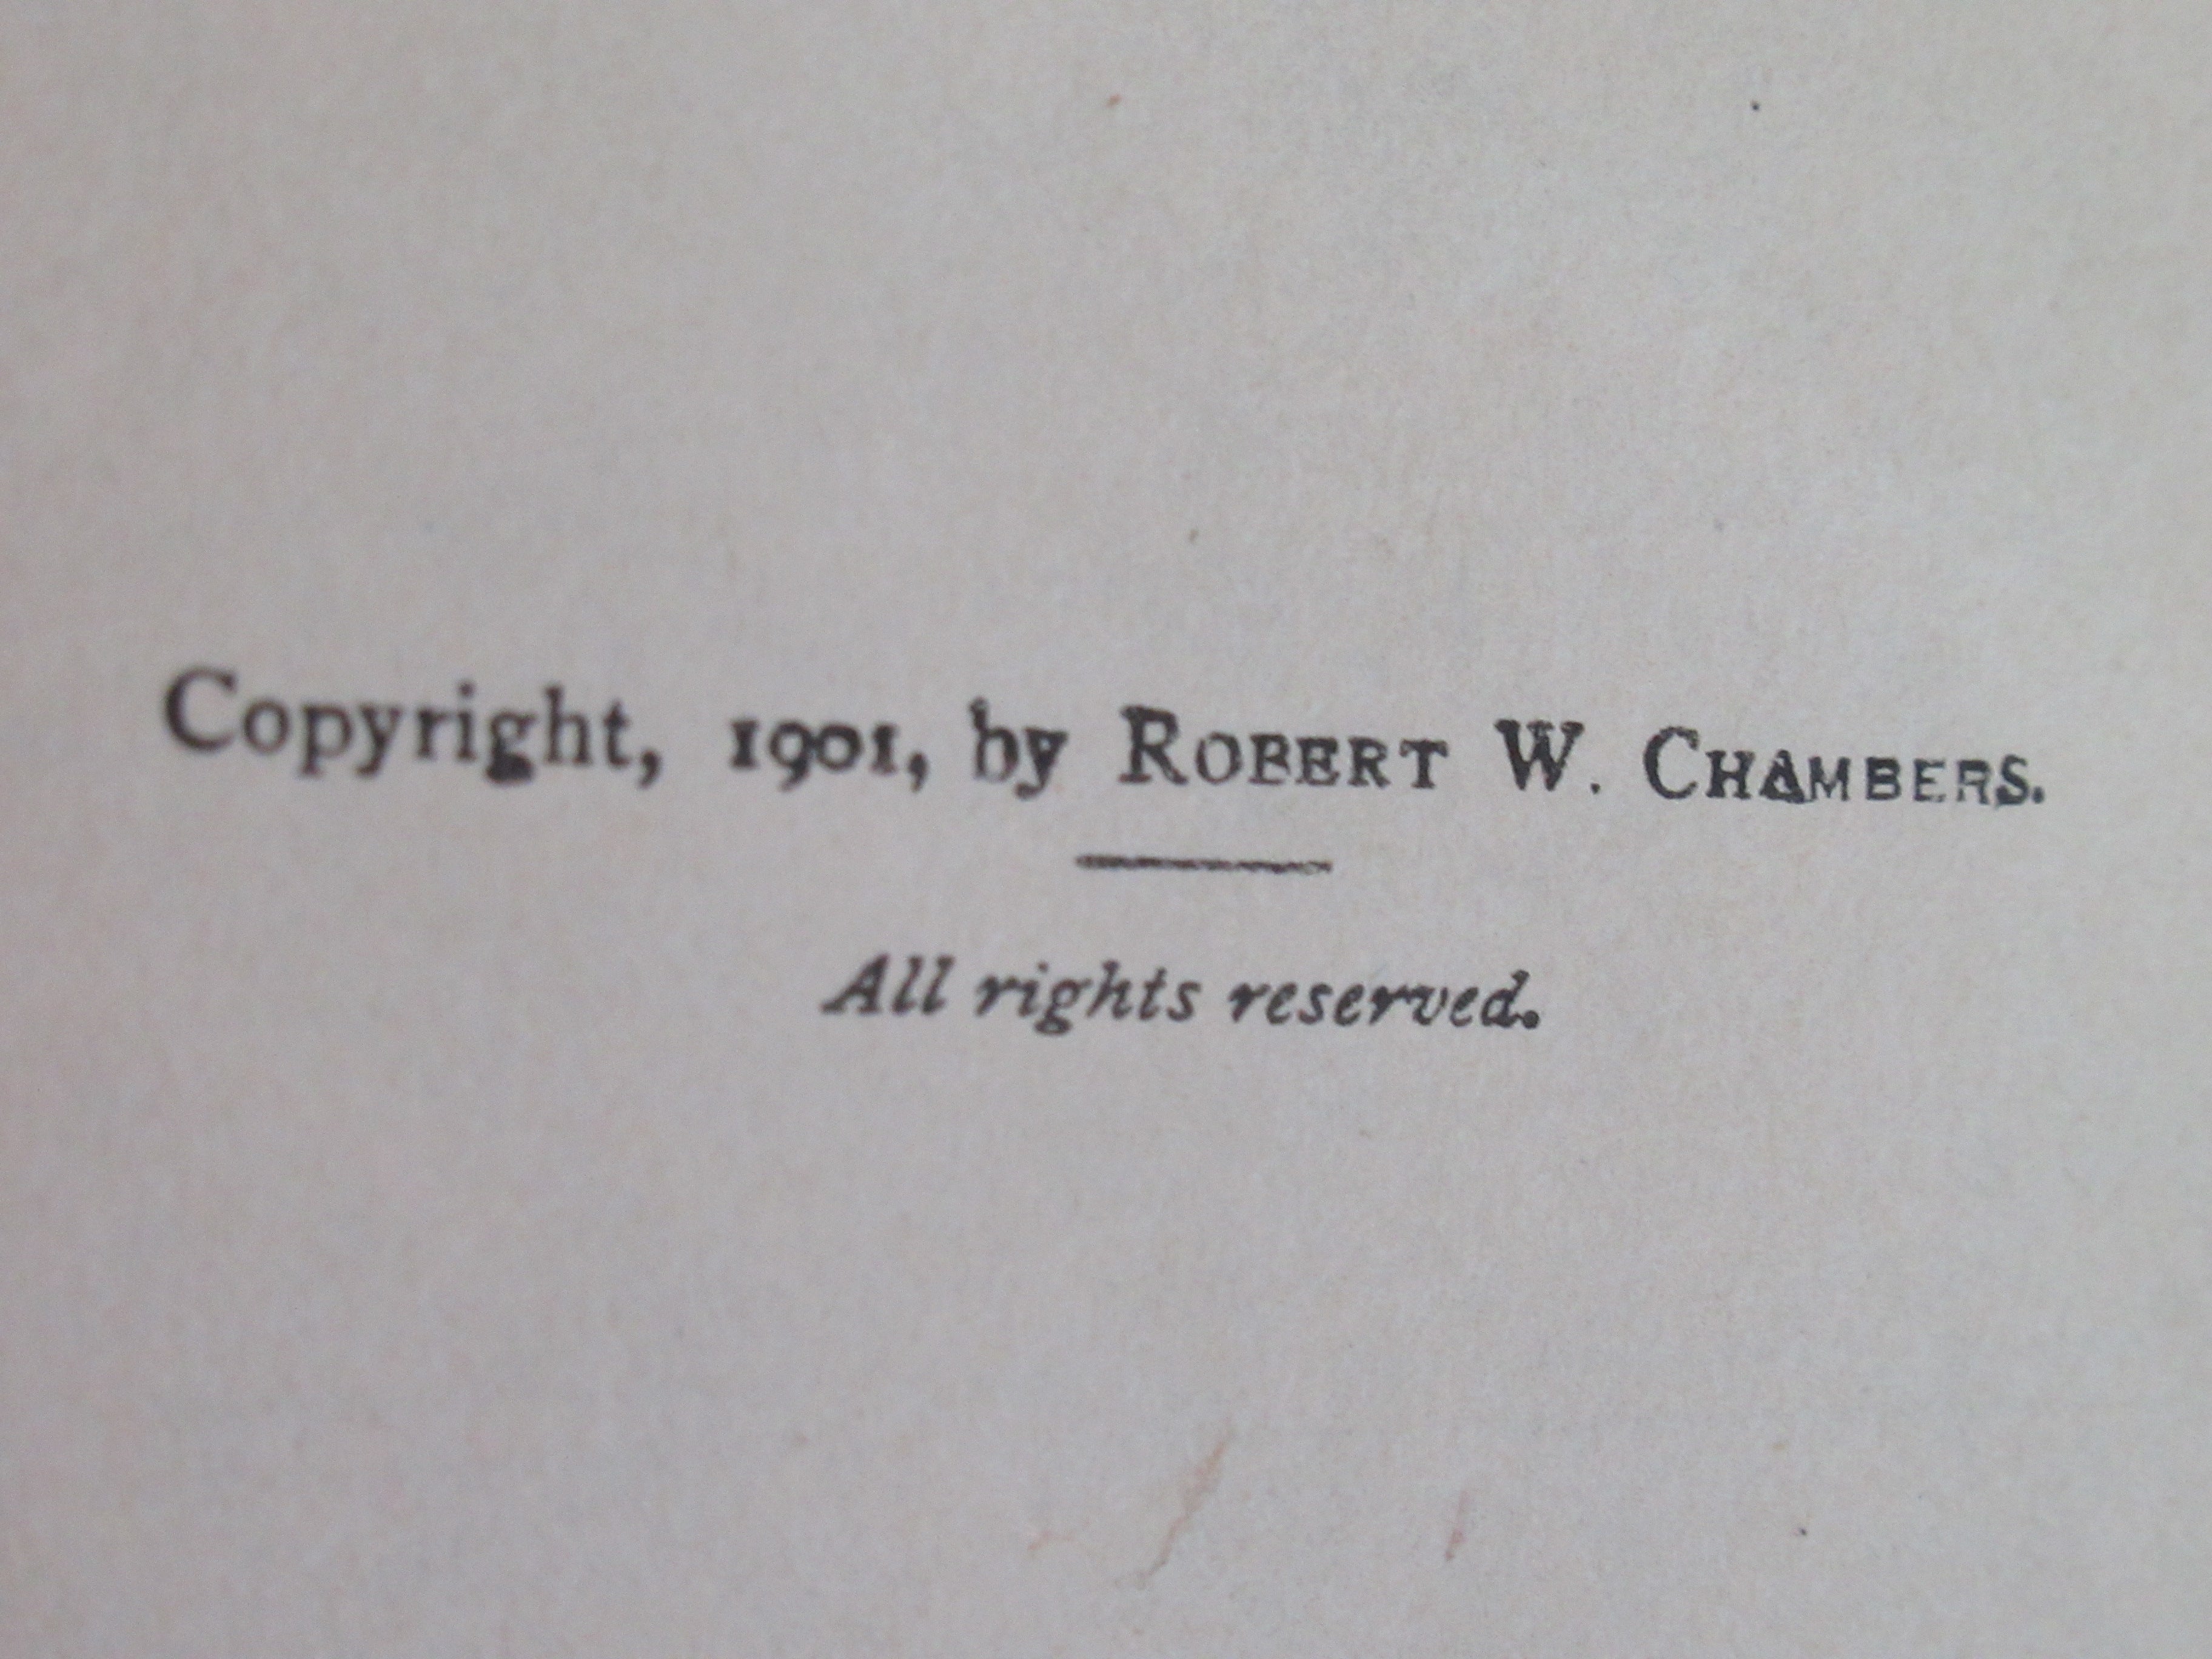 Copyright, 1901, by ROBERT W. CHAMBERS.
All rights reserved.